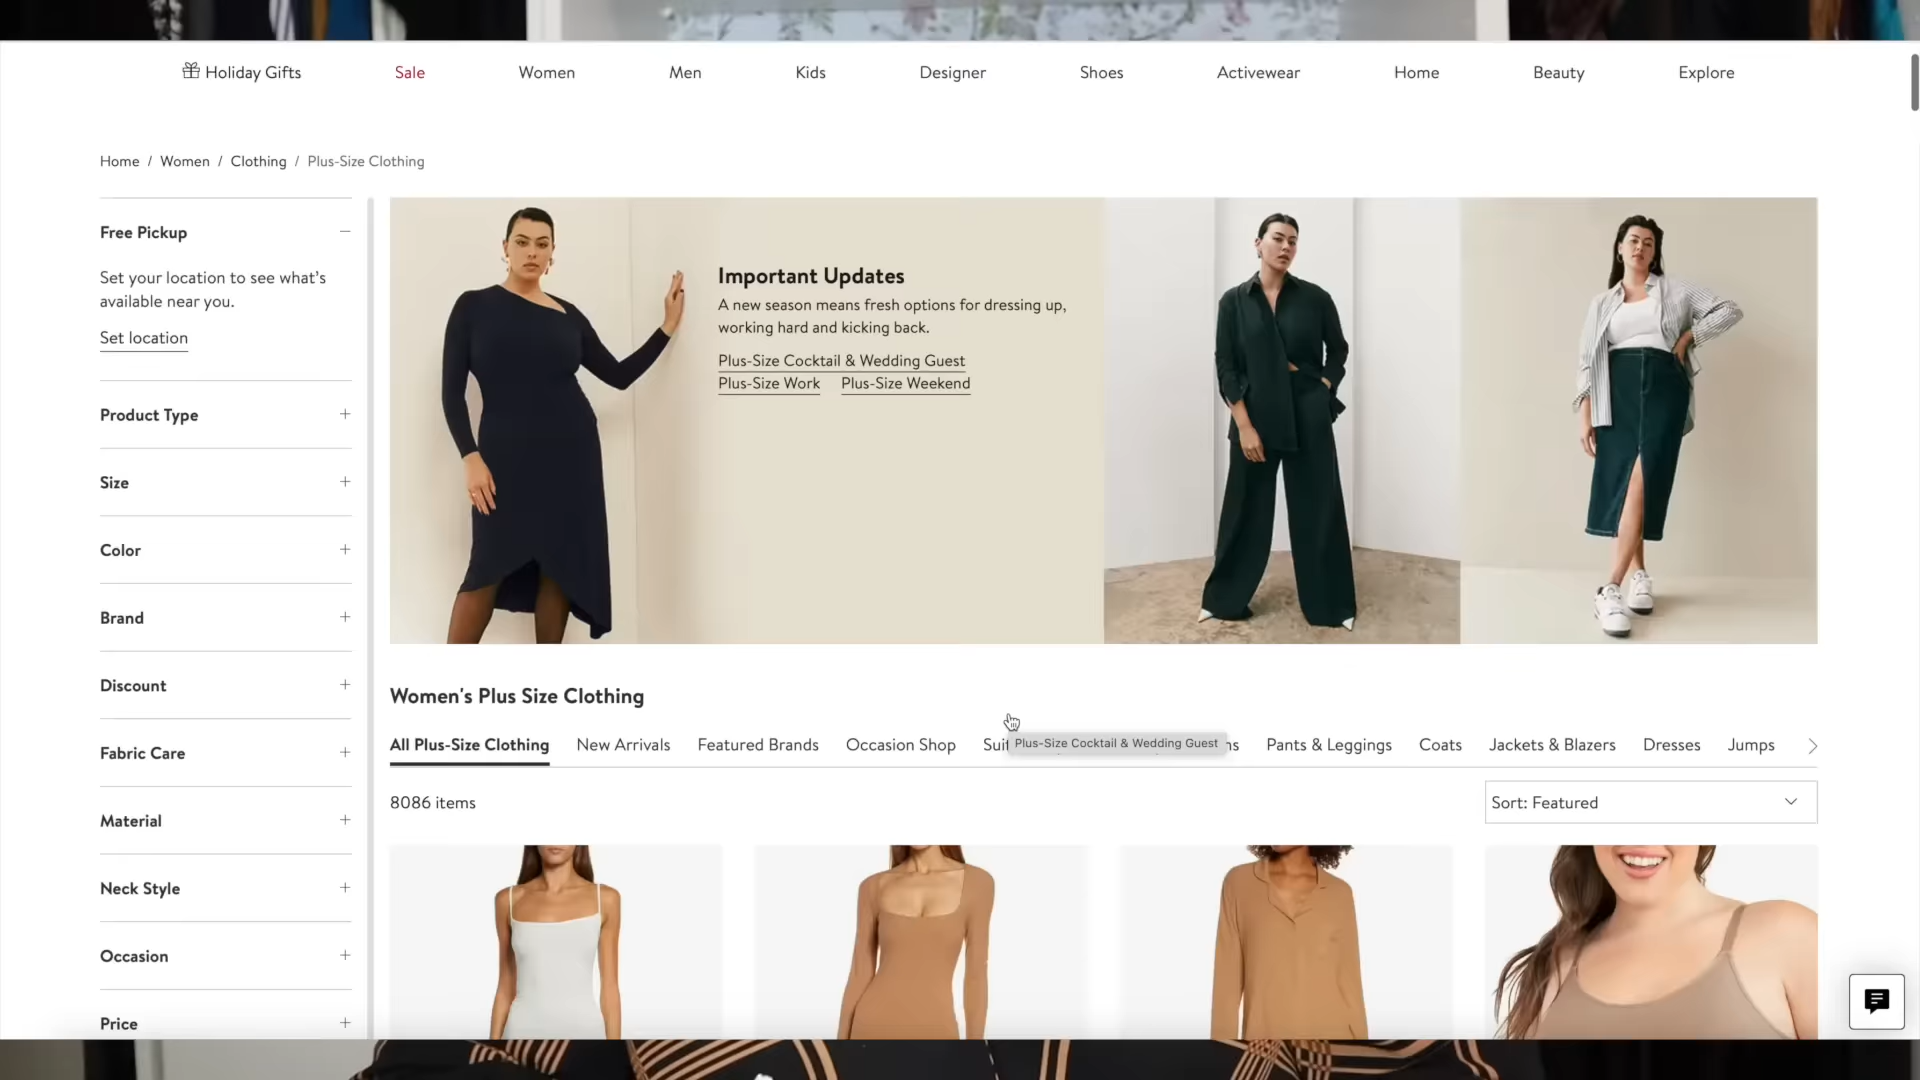 Holiday Gifts
Sale
Women
Men
Kids
Designer
Shoes
Activewear
Home
Beauty
Explore
Home / Women / Clothing / Plus-Size Clothing
Free Pickup
Set your location to see what's
available near you.
Set location
Product Type
Size
Color
Brand
Discount
Fabric Care
Material
Neck Style
Occasion
Price
Important Updates
A new season means fresh options for dressing up,
working hard and kicking back.
Plus-Size Cocktail & Wedding Guest
Plus-Size Work Plus-Size Weekend
Women's Plus Size Clothing
All Plus-Size Clothing
New Arrivals
Featured Brands
Occasion Shop
Plus-Size Cocktail & Wedding Guest
Pants & Leggings
Coats
Jackets & Blazers
Dresses
Jumps
8086 items
Sort: Featured